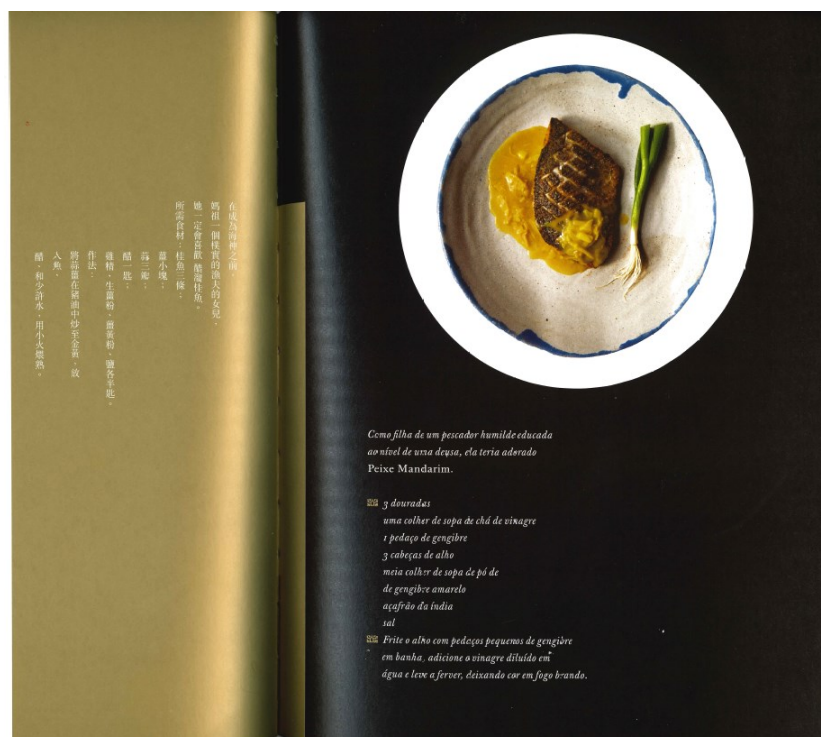 在成為海神之前，
媽祖一個樸實的漁夫的女兒，
她一定會喜歡 醋溜桂魚。
所需食材：桂魚三條；
薑小塊；
蒜三瓣；
醋一匙；
雞精、生薑粉、薑黃粉、鹽各半匙。
作法：
將蒜薑在豬油中炒至金黃，放
入魚、
醋，和少許水，用小火煨熟。
Como filha de um pescador humilde educada
ao nível de uma deusa, ela teria adorado
Peixe Mandarim.
3 douradas
uma colher de sopa de chá de vinagre
1 pedaço de gengibre
3 cabeças de alho
meia colher de sopa de pó de
de gengibre amarelo
açafrão da índia
sal
Frite o alho com pedaços pequenos de gengibre
em banha, adicione o vinagre diluído em
água e leve a ferver, deixando cor em fogo brando.